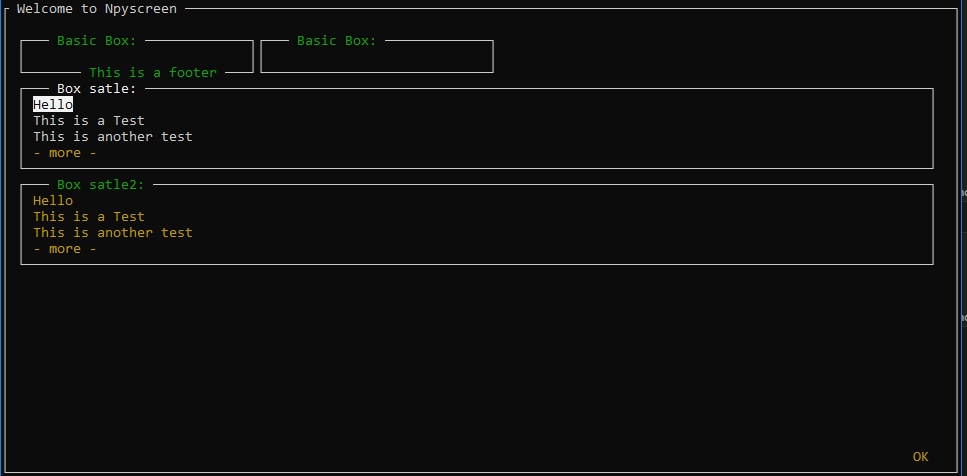 Welcome to Npyscreen
Basic Box: Basic Box:
This is a footer
Box satle:
Hello
This is a Test
This is another test
- more -
Box satle2:
Hello
This is a Test
This is another test
- more -
OK